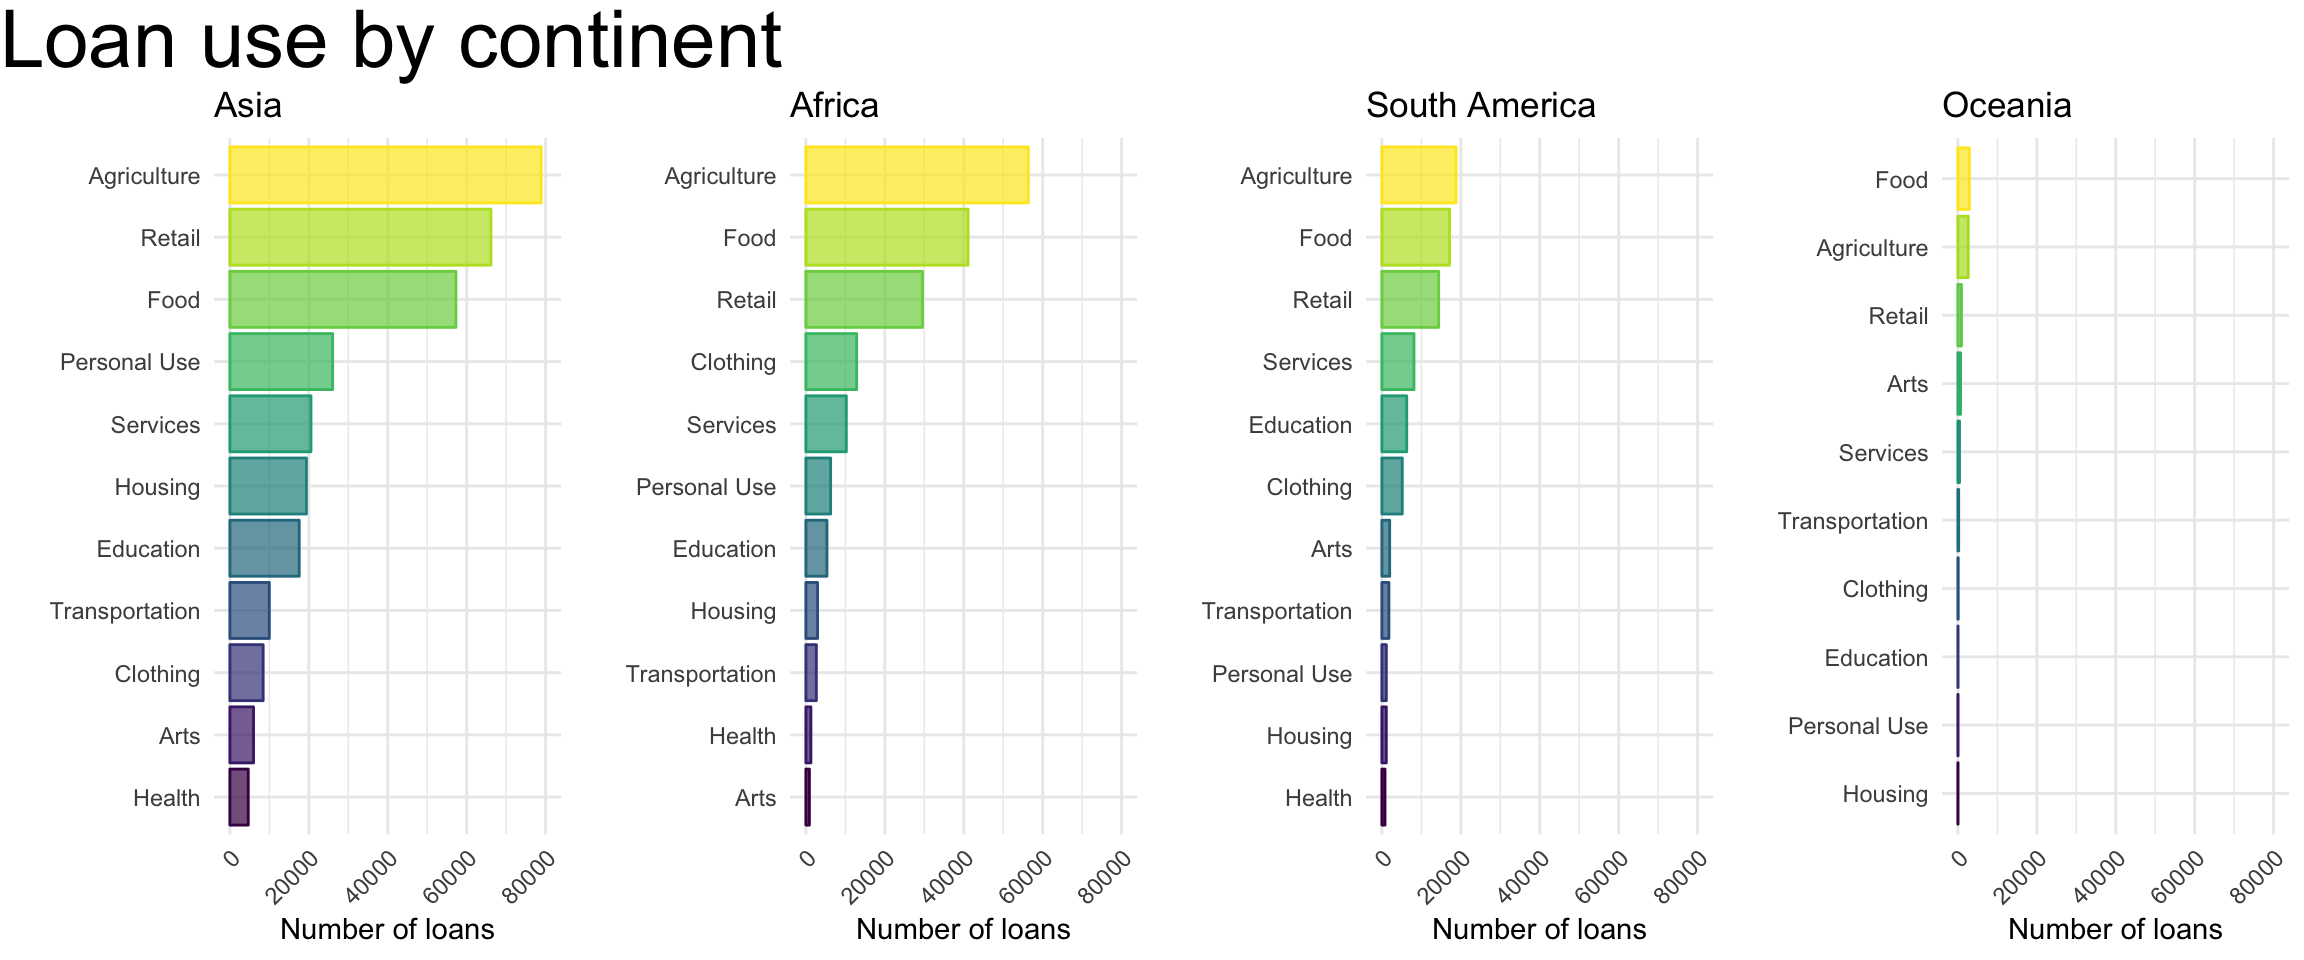 Loan use by continent
Asia
Agriculture
Retail
Food
Personal Use
Services
Housing
Education
Transportation
Clothing
Arts
Health
0
20000
40000
60000
80000
Number of loans
Africa
Agriculture
Food
Retail
Clothing
Services
Personal Use
Education
Housing
Transportation
Health
Arts
0
20000
40000
60000
80000
Number of loans
South America
Agriculture
Food
Retail
Services
Education
Clothing
Arts
Transportation
Personal Use
Housing
Health
0
20000
40000
60000
80000
Number of loans
Oceania
Food
Agriculture
Retail
Arts
Services
Transportation
Clothing
Education
Personal Use
Housing
0
20000
40000
60000
80000
Number of loans